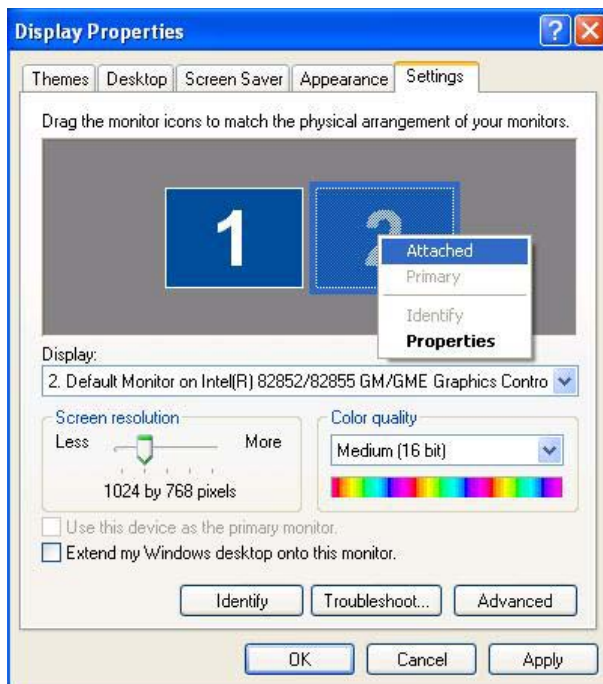 Display Properties
Themes Desktop Screen Saver Appearance Settings
Drag the monitor icons to match the physical arrangement of your monitors.
1 2
Attached
Primary
Identify
Properties
Display:
2. Default Monitor on Intel(R) 82852/82855 GM/GME Graphics Contro
Screen resolution
Less More
1024 by 768 pixels
Color quality
Medium (16 bit)
Use this device as the primary monitor.
Extend my Windows desktop onto this monitor.
Identify Troubleshoot... Advanced
OK Cancel Apply